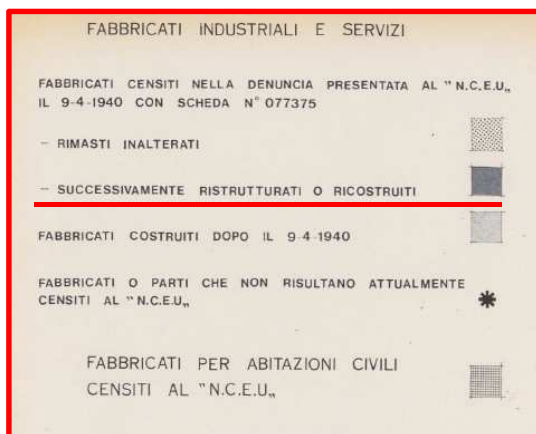 FABBRICATI INDUSTRIALI E SERVIZI
FABBRICATI CENSITI NELLA DENUNCIA PRESENTATA AL "N.C.E.U„
IL 9-4-1940 CON SCHEDA N° 077375
- RIMASTI INALTERATI
- SUCCESSIVAMENTE RISTRUTTURATI O RICOSTRUITI
FABBRICATI COSTRUITI DOPO IL 9-4-1940
FABBRICATI O PARTI CHE NON RISULTANO ATTUALMENTE
CENSITI AL "N.C.E.U„
FABBRICATI PER ABITAZIONI CIVILI
CENSITI AL "N.C.E.U„